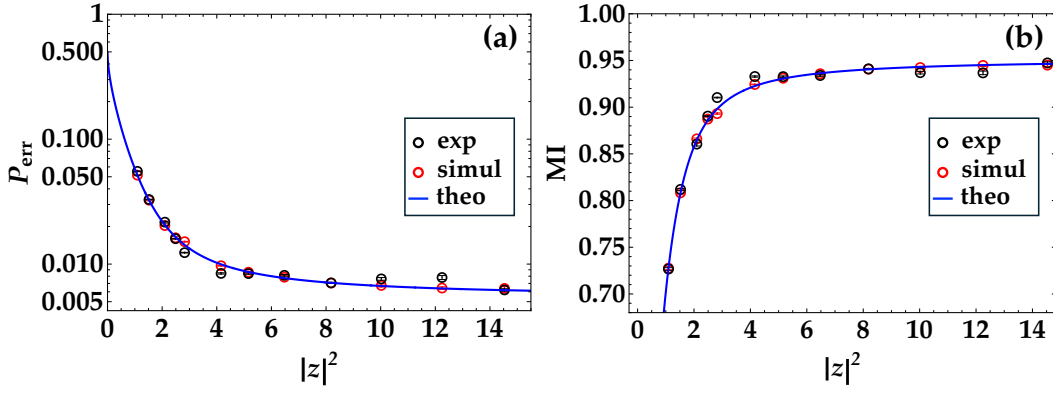 (a)
1
0.500
0.100
0.050
0.010
0.005
P_err
exp
simul
theo
0 2 4 6 8 10 12 14
|z|²
(b)
1.00
0.95
0.90
0.85
0.80
0.75
0.70
MI
exp
simul
theo
0 2 4 6 8 10 12 14
|z|²